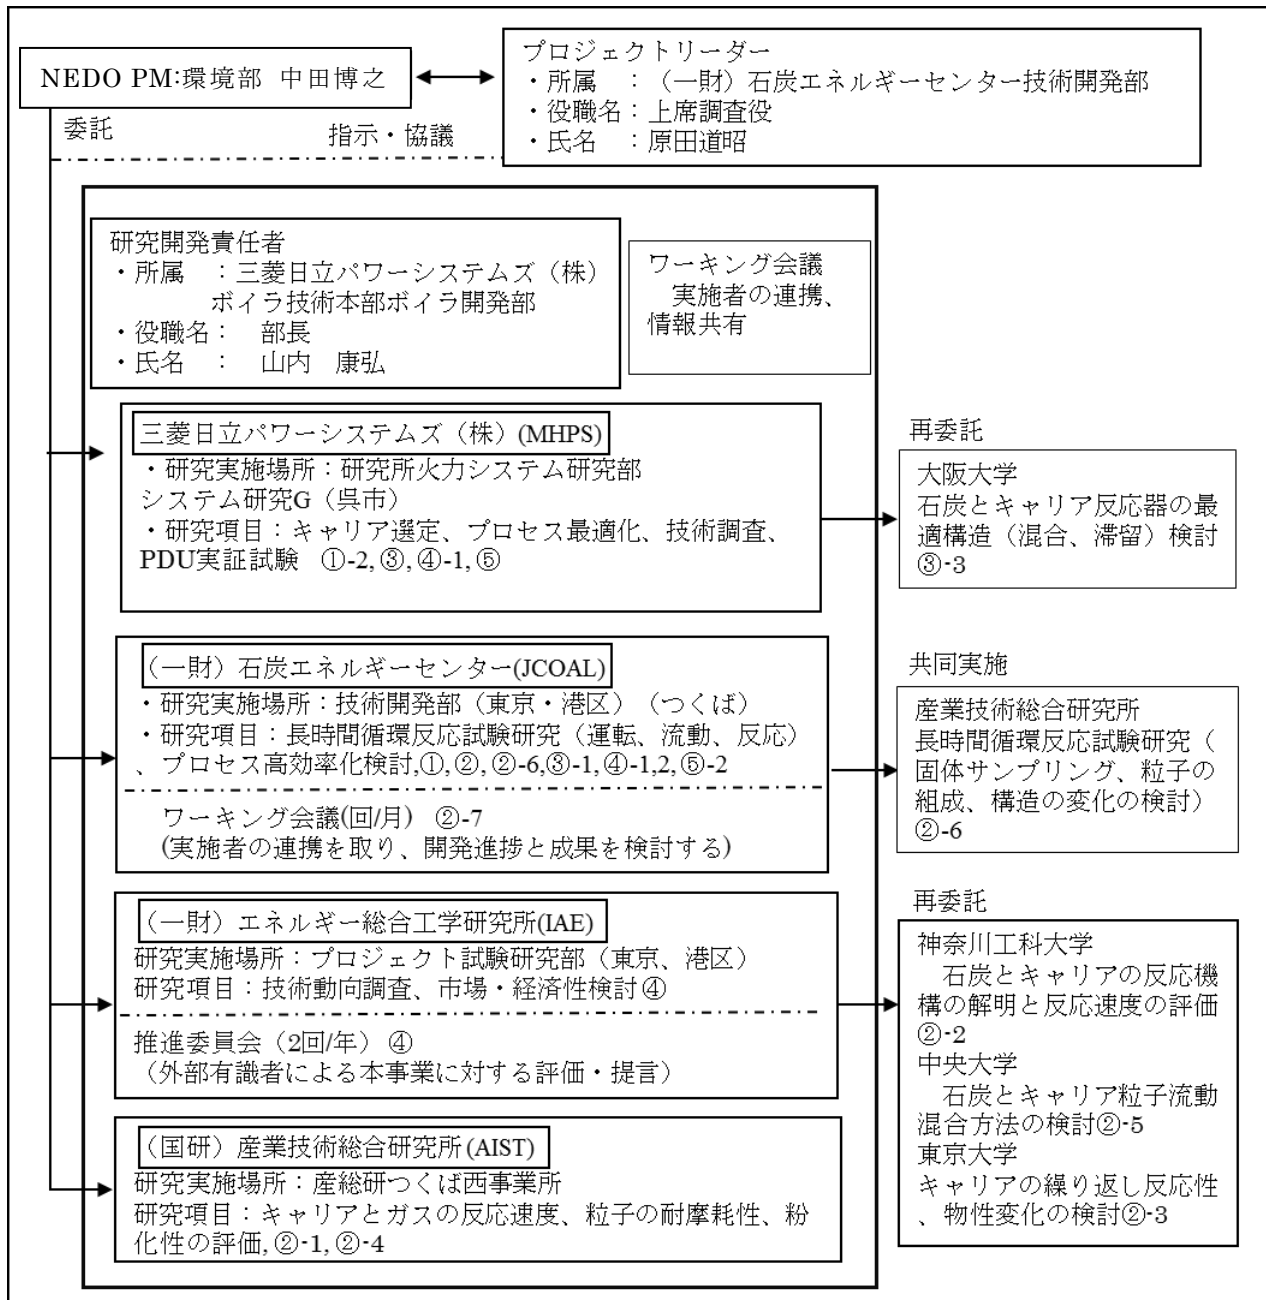 NEDO PM:環境部 中田博之
プロジェクトリーダー
・所属 ：（一財）石炭エネルギーセンター技術開発部
・役職名：上席調査役
・氏名 ：原田道昭
委託
指示・協議
研究開発責任者
・所属 ：三菱日立パワーシステムズ（株）
ボイラ技術本部ボイラ開発部
・役職名： 部長
・氏名 ： 山内 康弘
ワーキング会議
実施者の連携、
情報共有
三菱日立パワーシステムズ（株）(MHPS)
・研究実施場所：研究所火力システム研究部
システム研究G（呉市）
・研究項目：キャリア選定、プロセス最適化、技術調査、
PDU実証試験 ①-2, ③, ④-1, ⑤
再委託
大阪大学
石炭とキャリア反応器の最
適構造（混合、滞留）検討
③-3
（一財）石炭エネルギーセンター(JCOAL)
・研究実施場所：技術開発部（東京・港区）（つくば）
・研究項目：長時間循環反応試験研究（運転、流動、反応）
、プロセス高効率化検討,①, ②, ②-6,③-1, ④-1,2, ⑤-2
ワーキング会議(回/月) ②-7
(実施者の連携を取り、開発進捗と成果を検討する)
共同実施
産業技術総合研究所
長時間循環反応試験研究（
固体サンプリング、粒子の
組成、構造の変化の検討）
②-6
（一財）エネルギー総合工学研究所(IAE)
研究実施場所：プロジェクト試験研究部（東京、港区）
研究項目：技術動向調査、市場・経済性検討④
推進委員会（2回/年）④
（外部有識者による本事業に対する評価・提言）
再委託
神奈川工科大学
石炭とキャリアの反応機
構の解明と反応速度の評価
②-2
中央大学
石炭とキャリア粒子流動
混合方法の検討②-5
東京大学
キャリアの繰り返し反応性
、物性変化の検討②-3
（国研）産業技術総合研究所(AIST)
研究実施場所：産総研つくば西事業所
研究項目：キャリアとガスの反応速度、粒子の耐摩耗性、粉
化性の評価, ②-1, ②-4